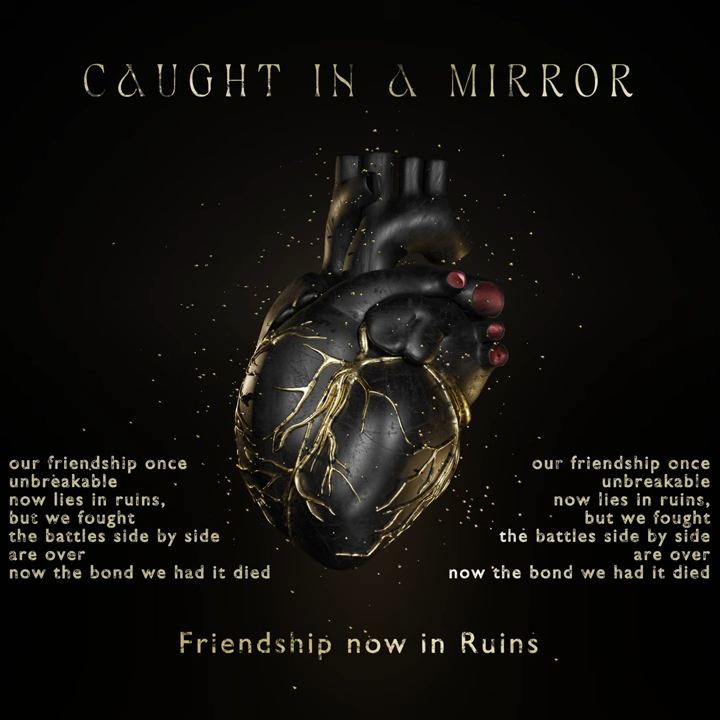 CAUGHT IN A MIRROR
our friendship once
unbreakable
now lies in ruins,
but we fought
the battles side by side
are over
now the bond we had it died
our friendship once
unbreakable
now lies in ruins,
but we fought
the battles side by side
are over
now the bond we had it died
Friendship now in Ruins